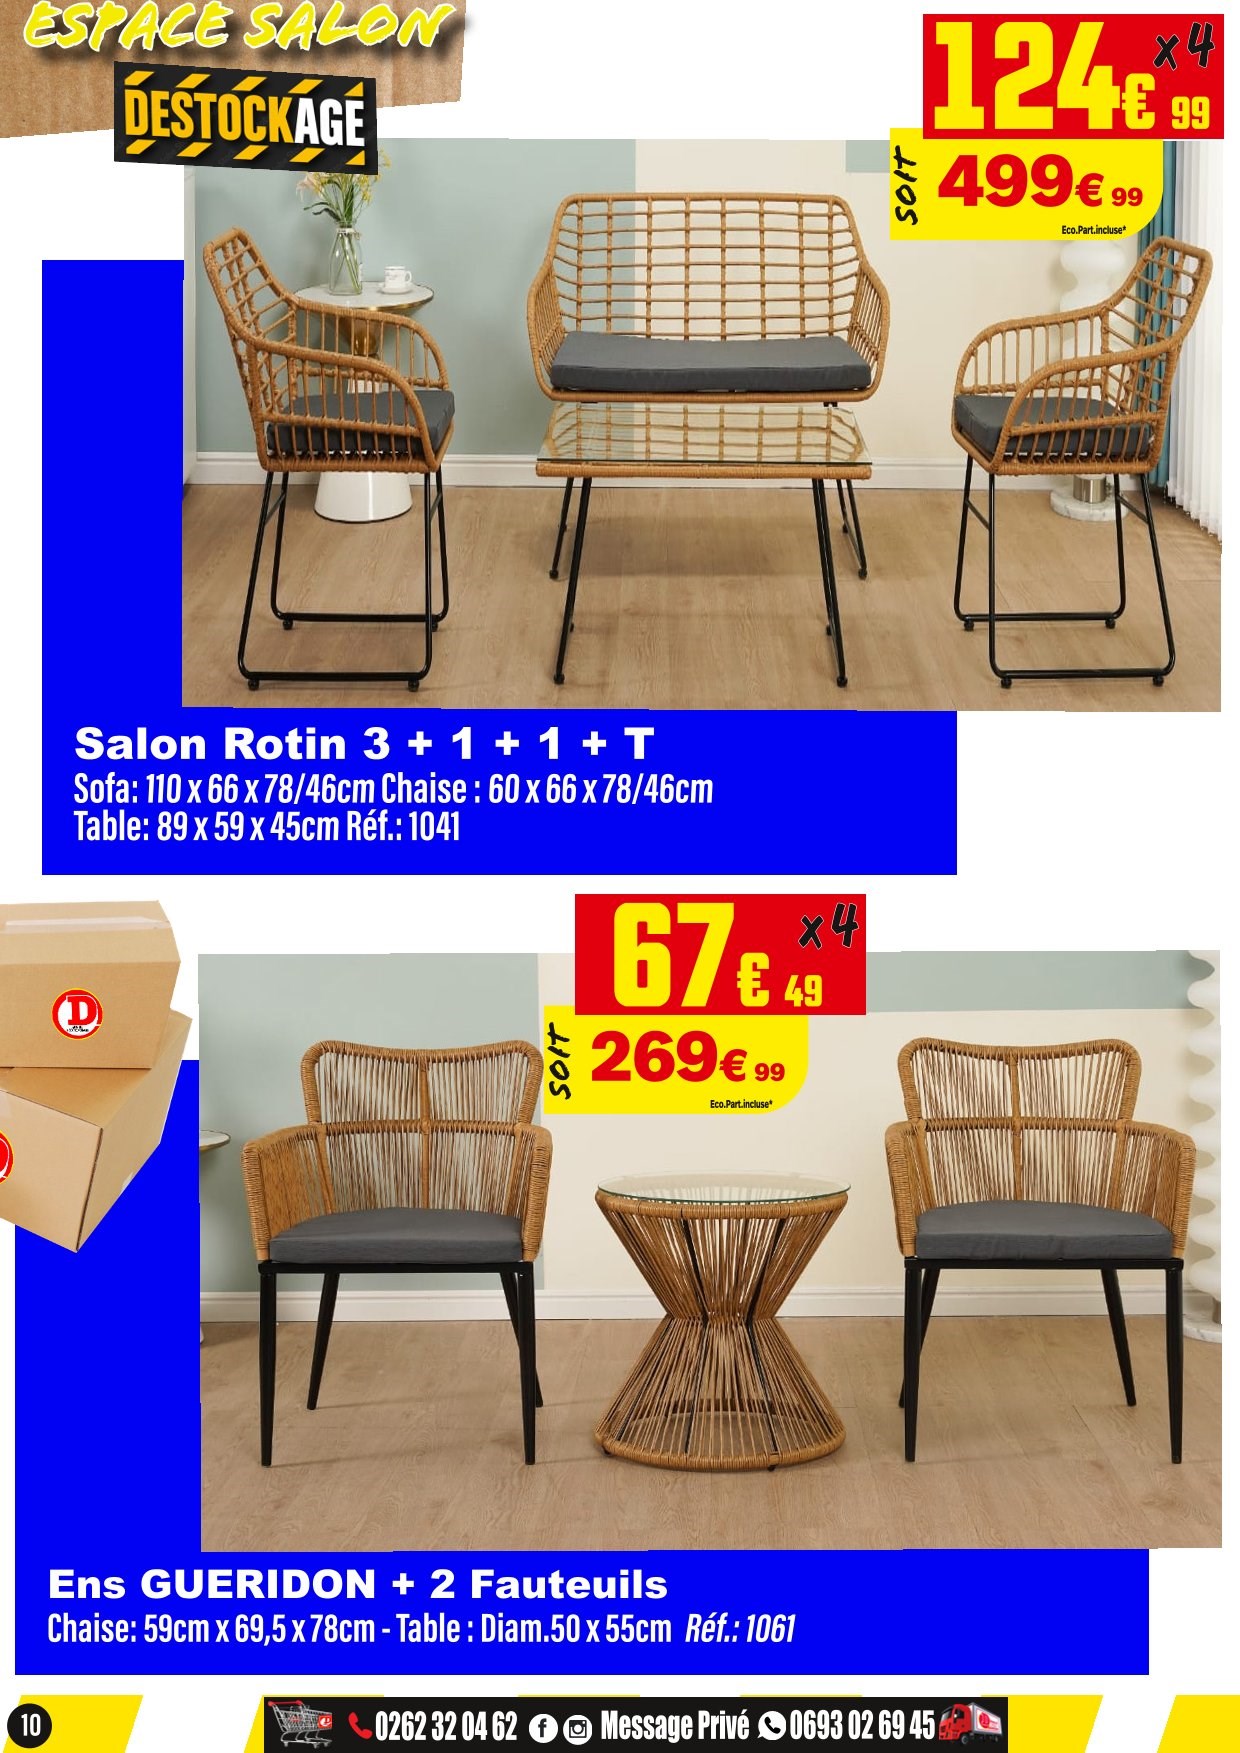 ESPACE SALON
DESTOCKAGE
124€99 x4
SOIT 499€99
Eco.Part.incluse*
Salon Rotin 3 + 1 + 1 + T
Sofa: 110 x 66 x 78/46cm Chaise : 60 x 66 x 78/46cm
Table: 89 x 59 x 45cm Réf.: 1041
67€49 x4
SOIT 269€99
Eco.Part.incluse*
D
Ens GUERIDON + 2 Fauteuils
Chaise: 59cm x 69,5 x 78cm - Table : Diam.50 x 55cm Réf.: 1061
10
0262 32 04 62 Message Privé 0693 02 69 45